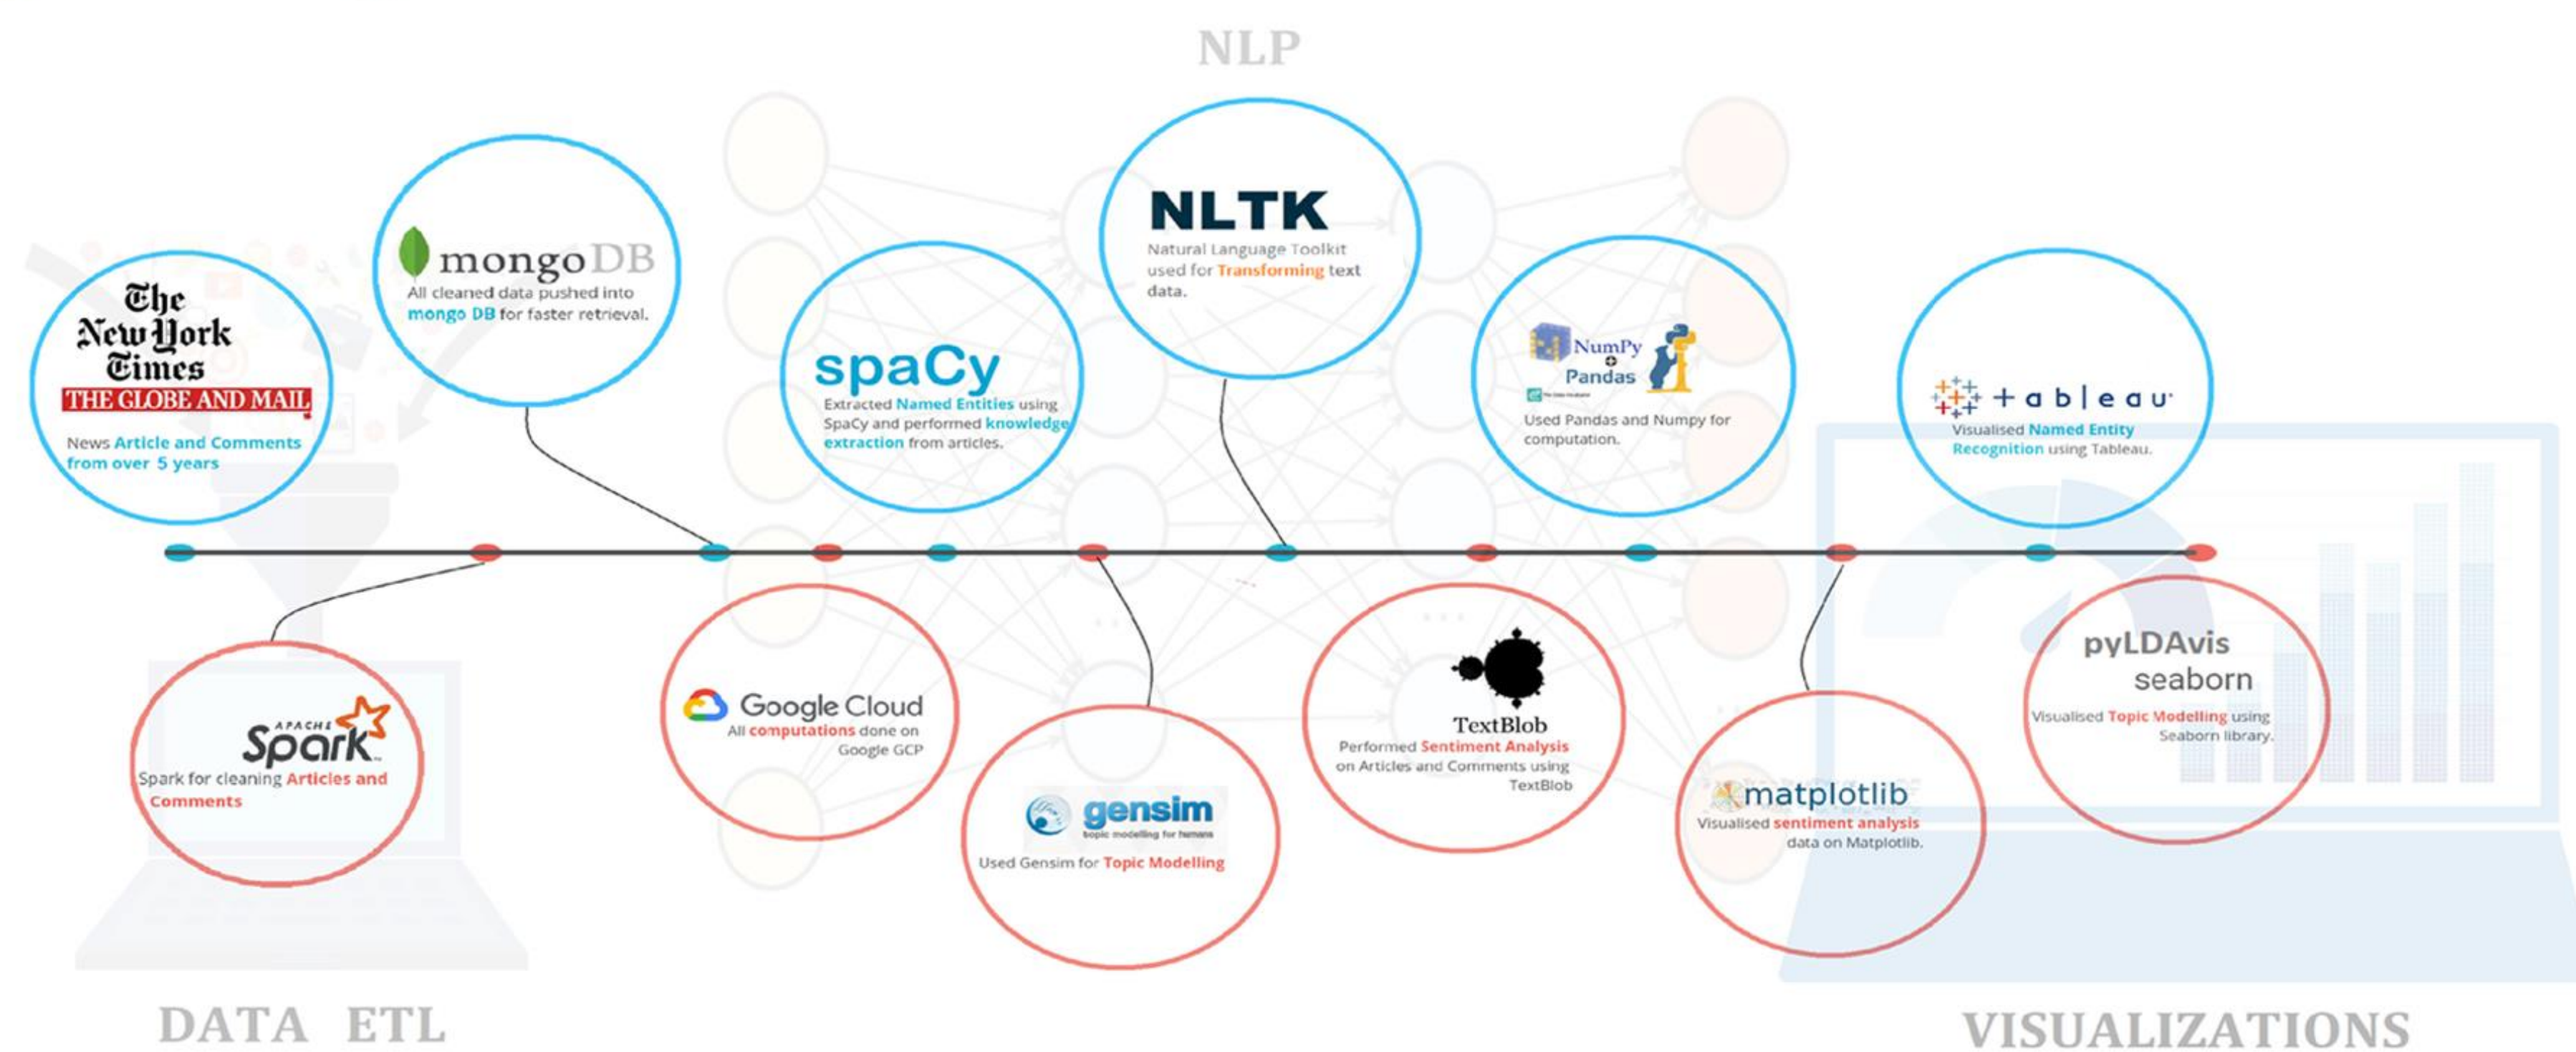 NLP
The
New York
Times
THE GLOBE AND MAIL
News Article and Comments
from over 5 years
mongoDB
All cleaned data pushed into
mongo DB for faster retrieval.
spaCy
Extracted Named Entities using
SpaCy and performed knowledge
extraction from articles.
NLTK
Natural Language Toolkit
used for Transforming text
data.
NumPy
+
Pandas
Used Pandas and Numpy for
computation.
+ableau
Visualised Named Entity
Recognition using Tableau.
APACHE
Spark
Spark for cleaning Articles and
Comments
Google Cloud
All computations done on
Google GCP
gensim
topic modelling for humans
Used Gensim for Topic Modelling
TextBlob
Performed Sentiment Analysis
on Articles and Comments using
TextBlob
matplotlib
Visualised sentiment analysis
data on Matplotlib.
pyLDAvis
seaborn
Visualised Topic Modelling using
Seaborn library.
DATA ETL
VISUALIZATIONS